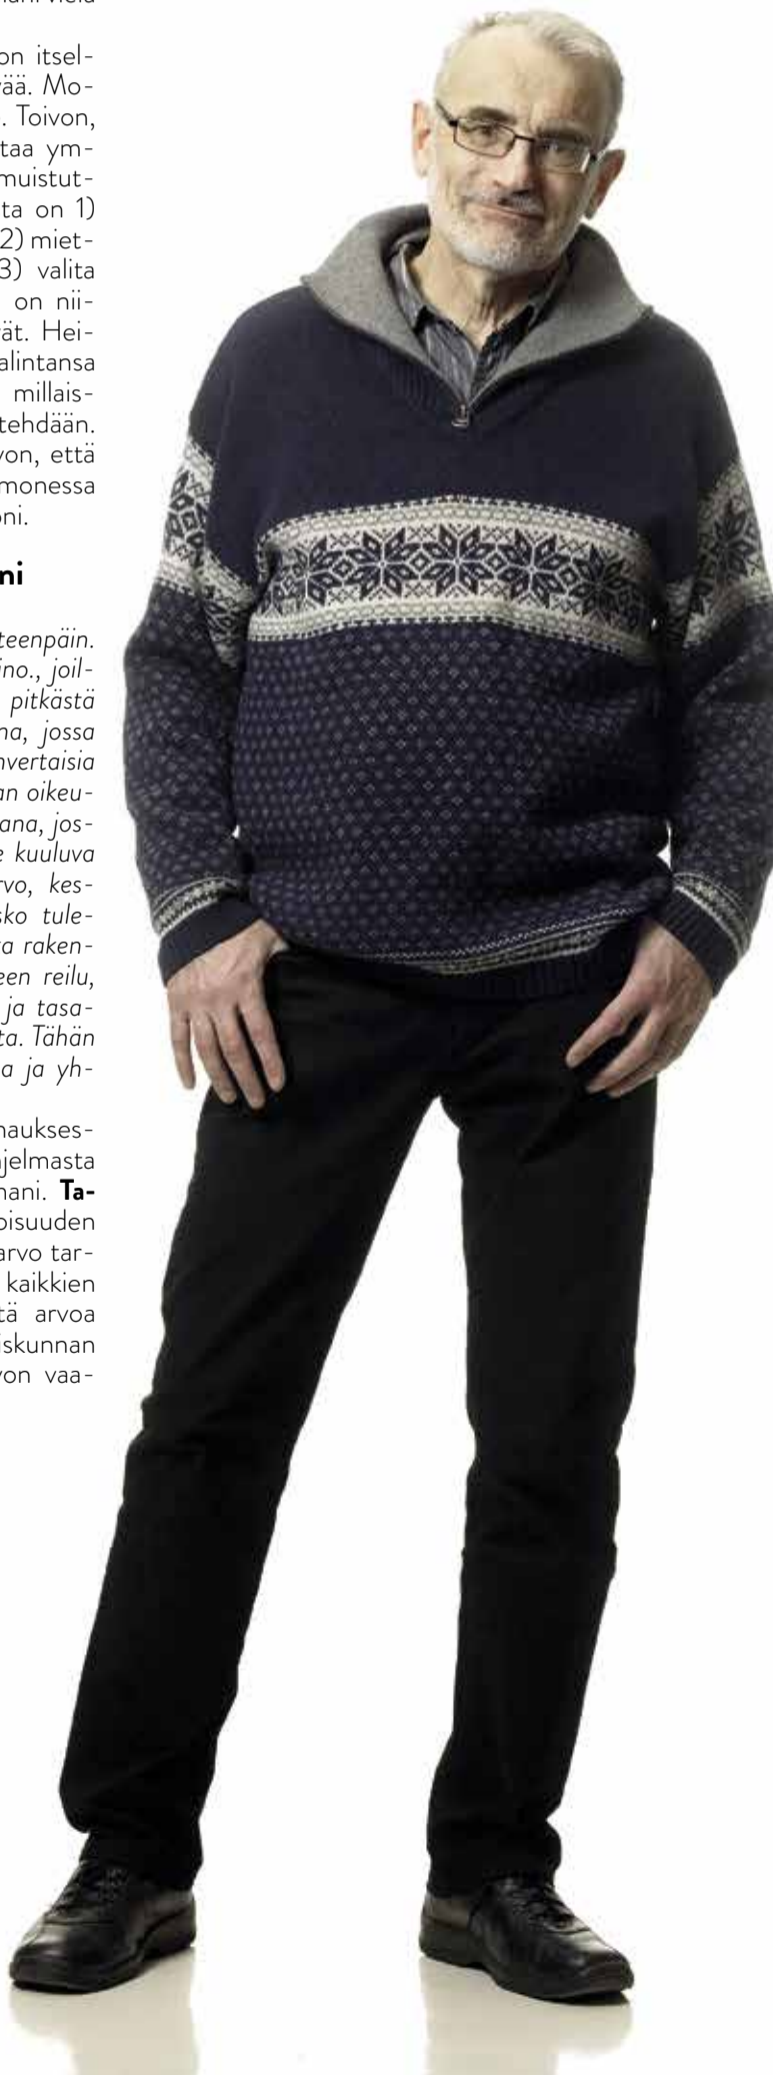 on itsel-
ää. Mo-
. Toivon,
taa ym-
muistut-
ta on 1)
2) miet-
3) valita
on nii-
ät. Hei-
alintansa
millais-
tehdään.
von, että
monessa
oni.
ni
teenpäin.
ino., joil-
pitkästä
na, jossa
nvertaisia
an oikeu-
ana, jos-
e kuuluva
rvo, kes-
sko tule-
a raken-
een reilu,
ja tasa-
ta. Tähän
a ja yh-
naukses-
jelmasta
nani. Ta-
oisuuden
arvo tar-
kaikkien
tä arvoa
iskunnan
von vaa-